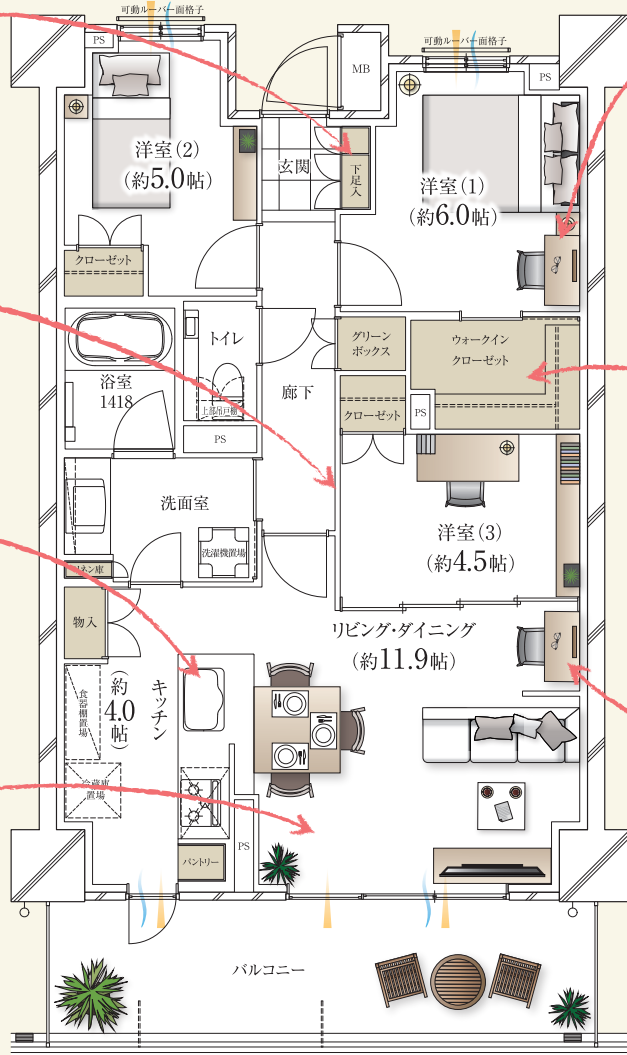 可動ルーバー面格子
可動ルーバー面格子
PS
MB
PS
洋室(2)
(約5.0帖)
玄関
下足入
洋室(1)
(約6.0帖)
クローゼット
トイレ
グリーン
ボックス
ウォークイン
クローゼット
浴室
1418
廊下
上部吊戸棚
クローゼット
PS
PS
洗面室
洋室(3)
(約4.5帖)
洗濯機置場
リネン庫
物入
リビング・ダイニング
(約11.9帖)
キッチン
(約4.0帖)
食器棚置場
冷蔵庫
置場
PS
パントリー
バルコニー